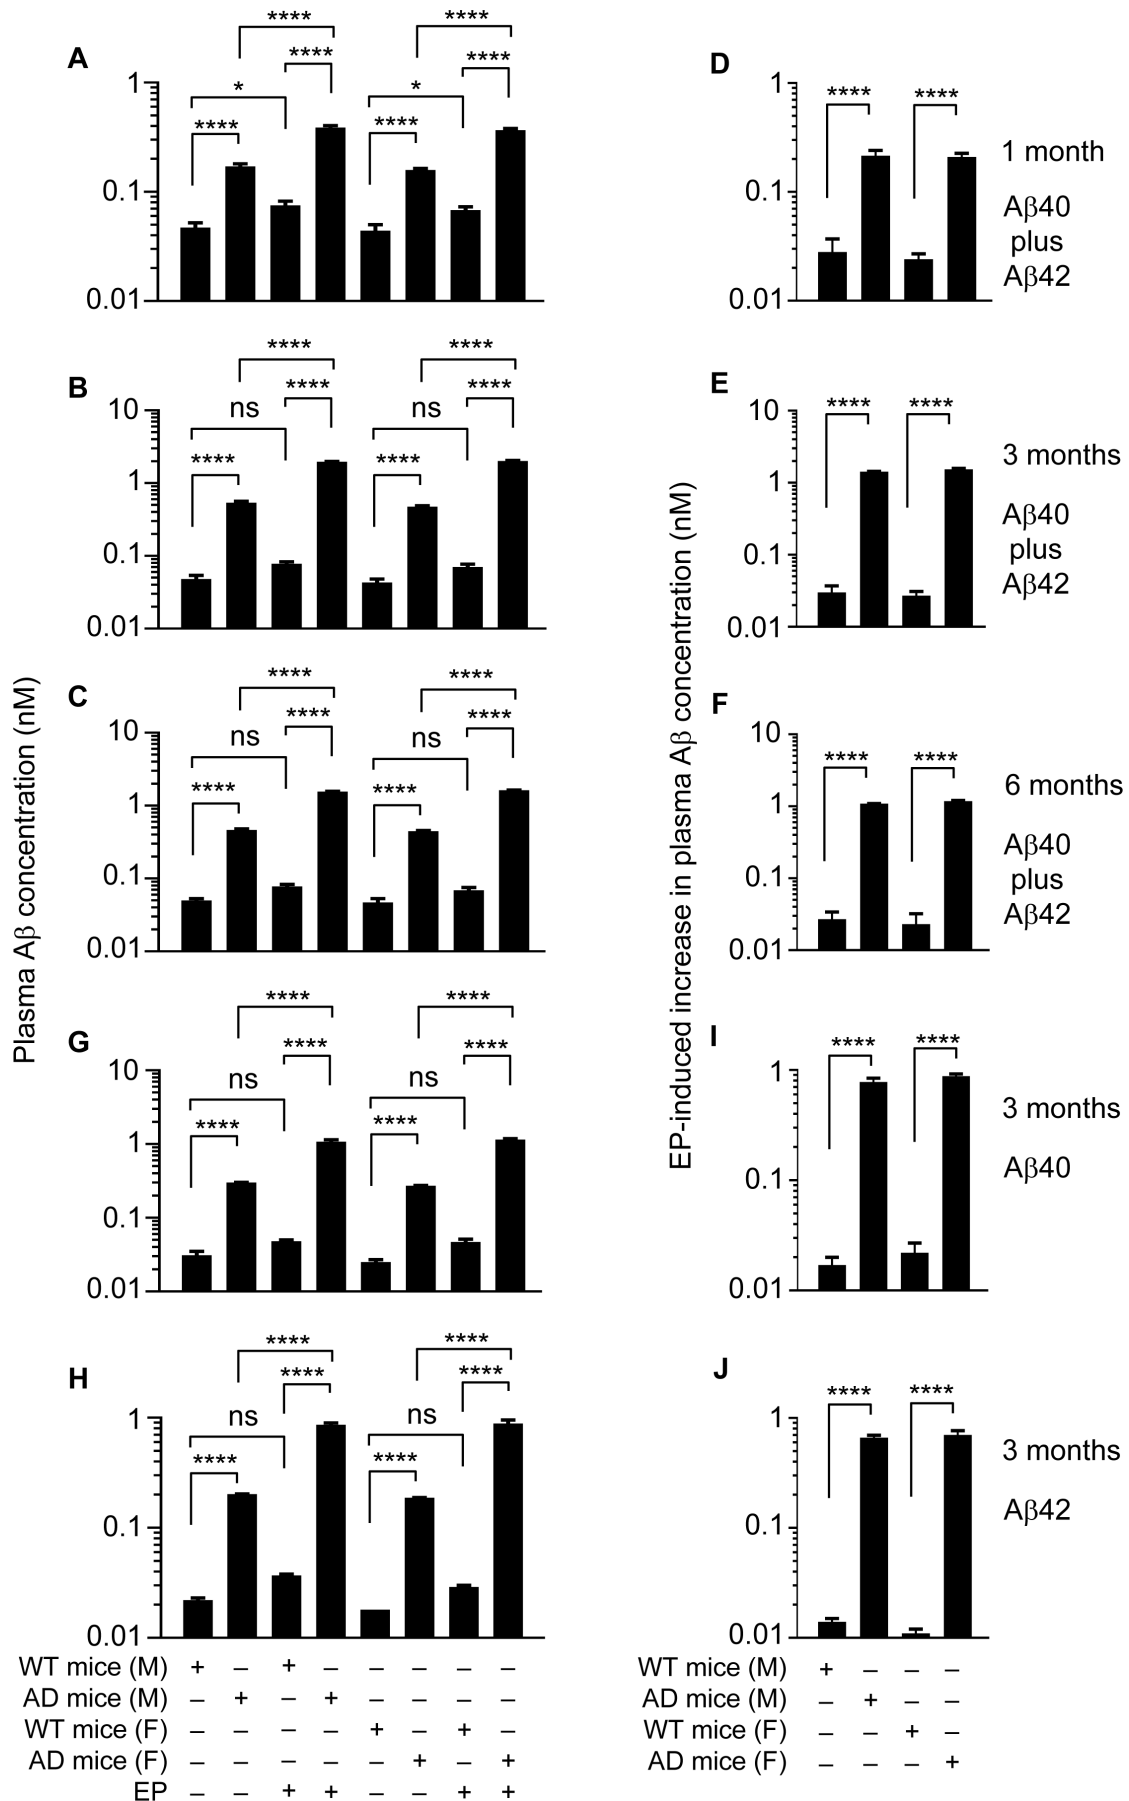 Plasma Aβ concentration (nM)
A
1
0.1
0.01
****
****
****
****
*
*
****
****
B
10
1
0.1
0.01
****
****
****
****
ns
ns
****
****
C
10
1
0.1
0.01
****
****
****
****
ns
ns
****
****
G
10
1
0.1
0.01
****
****
****
****
ns
ns
****
****
H
1
0.1
0.01
****
****
****
****
ns
ns
****
****
WT mice (M) + – + – – – – –
AD mice (M) – + – + – – – –
WT mice (F) – – – – + – + –
AD mice (F) – – – – – + – +
EP – – + + – – + +
EP-induced increase in plasma Aβ concentration (nM)
D
1
0.1
0.01
**** ****
1 month
Aβ40
plus
Aβ42
E
10
1
0.1
0.01
**** ****
3 months
Aβ40
plus
Aβ42
F
10
1
0.1
0.01
**** ****
6 months
Aβ40
plus
Aβ42
I
1
0.1
0.01
**** ****
3 months
Aβ40
J
1
0.1
0.01
**** ****
3 months
Aβ42
WT mice (M) + – – –
AD mice (M) – + – –
WT mice (F) – – + –
AD mice (F) – – – +